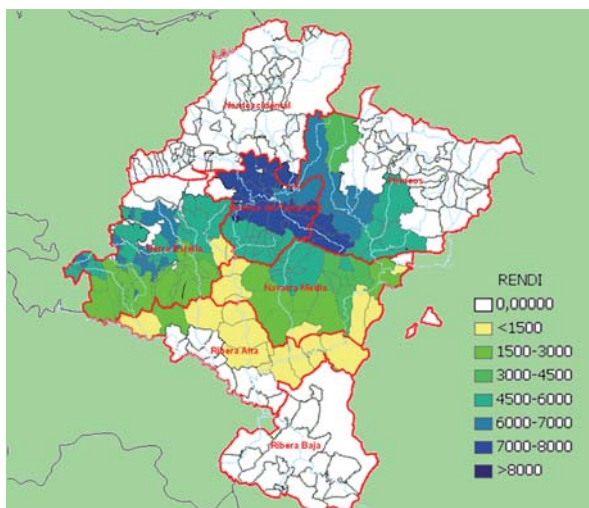 Noroccidental
Pirineos
Cuenca de Pamplona
Tierra Estella
Navarra Media
Ribera Alta
Ribera Baja
RENDI
0,00000
<1500
1500-3000
3000-4500
4500-6000
6000-7000
7000-8000
>8000